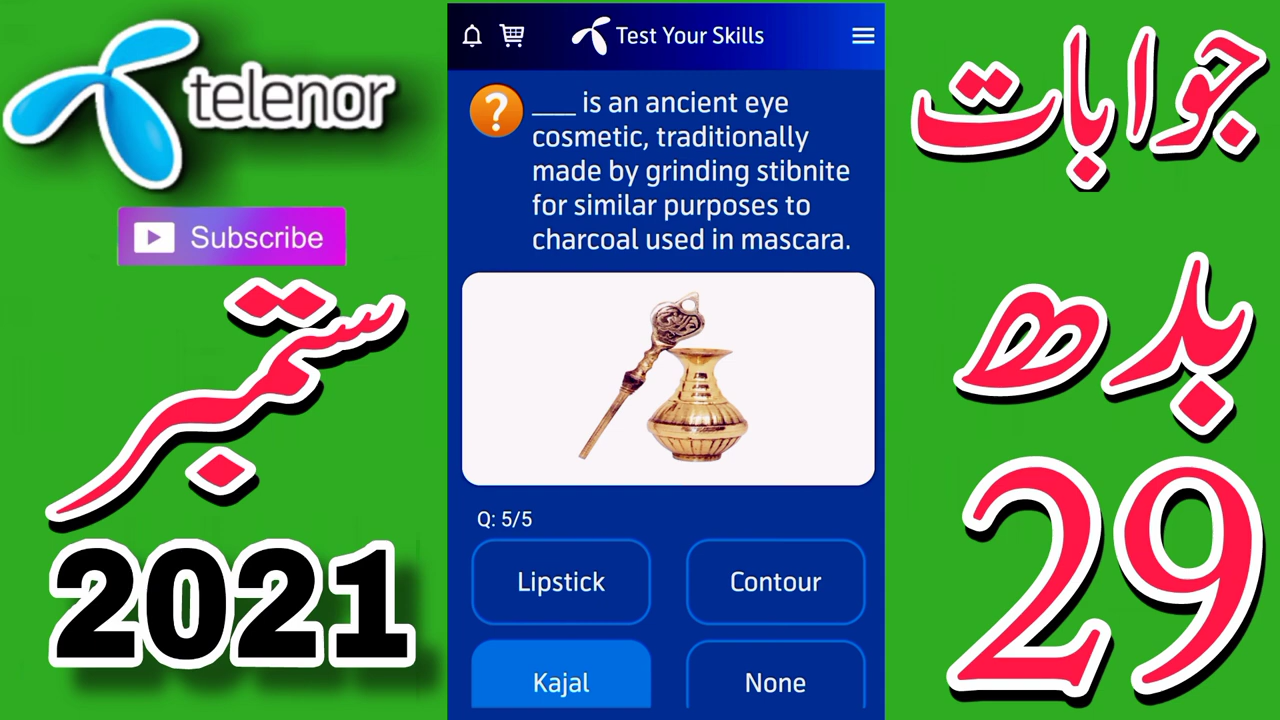 telenor
Subscribe
ستمبر
2021
Test Your Skills
?
____ is an ancient eye
cosmetic, traditionally
made by grinding stibnite
for similar purposes to
charcoal used in mascara.
Q: 5/5
Lipstick
Contour
Kajal
None
جوابات
بدھ
29